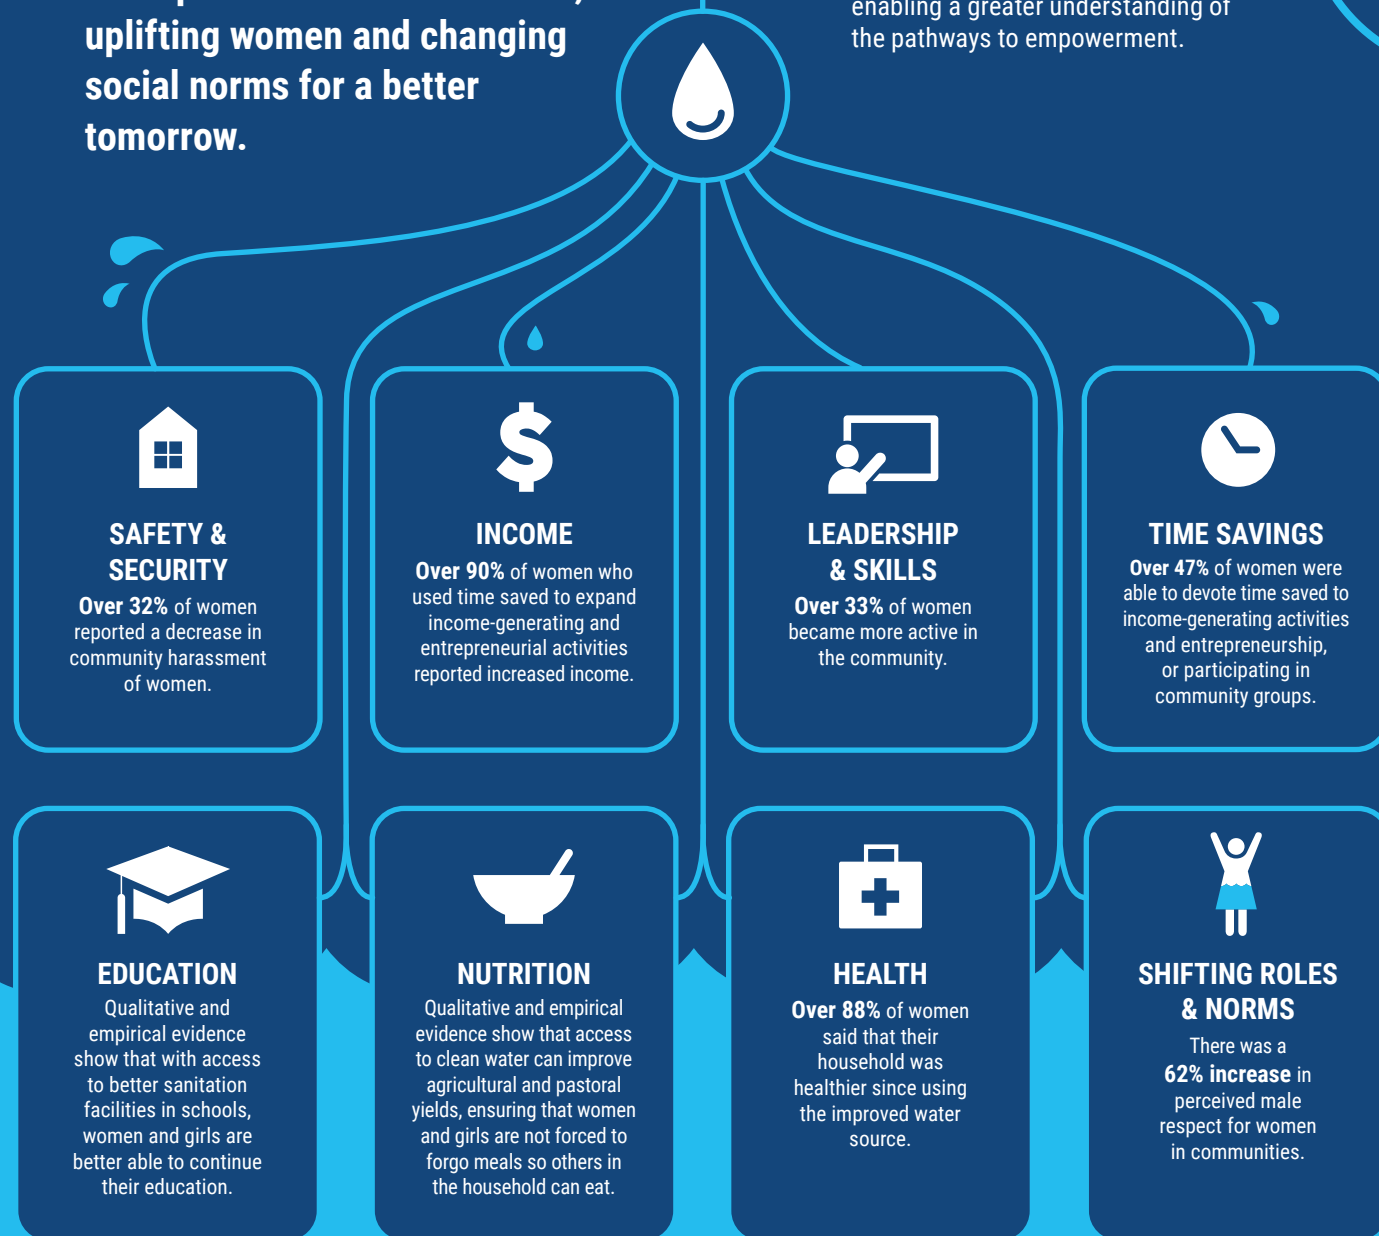 uplifting women and changing
social norms for a better
tomorrow.
enabling a greater understanding of
the pathways to empowerment.
SAFETY &
SECURITY
Over 32% of women
reported a decrease in
community harassment
of women.
INCOME
Over 90% of women who
used time saved to expand
income-generating and
entrepreneurial activities
reported increased income.
LEADERSHIP
& SKILLS
Over 33% of women
became more active in
the community.
TIME SAVINGS
Over 47% of women were
able to devote time saved to
income-generating activities
and entrepreneurship,
or participating in
community groups.
EDUCATION
Qualitative and
empirical evidence
show that with access
to better sanitation
facilities in schools,
women and girls are
better able to continue
their education.
NUTRITION
Qualitative and empirical
evidence show that access
to clean water can improve
agricultural and pastoral
yields, ensuring that women
and girls are not forced to
forgo meals so others in
the household can eat.
HEALTH
Over 88% of women
said that their
household was
healthier since using
the improved water
source.
SHIFTING ROLES
& NORMS
There was a
62% increase in
perceived male
respect for women
in communities.